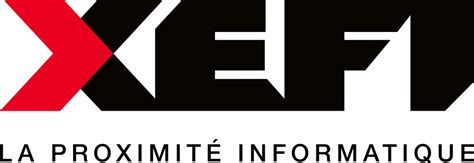 XEFI
LA PROXIMITÉ INFORMATIQUE